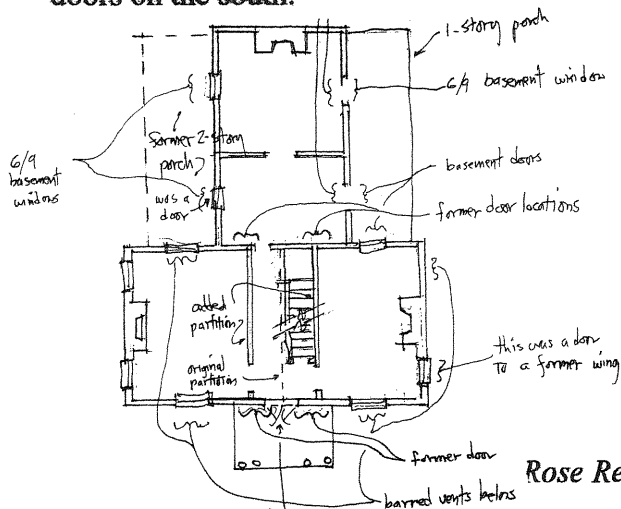 doors on the south.
1-story porch
6/9 basement window
former 2-story
porch
6/9
basement
windows
was a
door
basement doors
former door locations
added
partition
original
partition
this was a door
to a former wing
former door
Rose Re
barred vents below